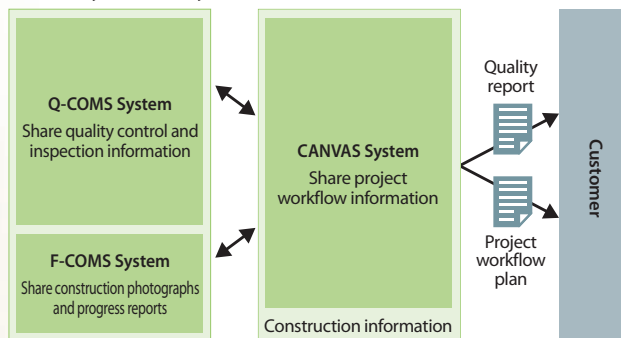 Q-COMS System
Share quality control and
inspection information
F-COMS System
Share construction photographs
and progress reports
CANVAS System
Share project
workflow information
Construction information
Quality
report
Project
workflow
plan
Customer